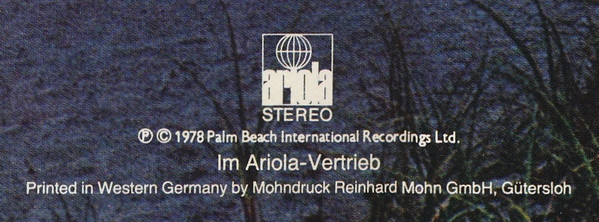 ariola
STEREO
℗ © 1978 Palm Beach International Recordings Ltd.
Im Ariola-Vertrieb
Printed in Western Germany by Mohndruck Reinhard Mohn GmbH, Gütersloh